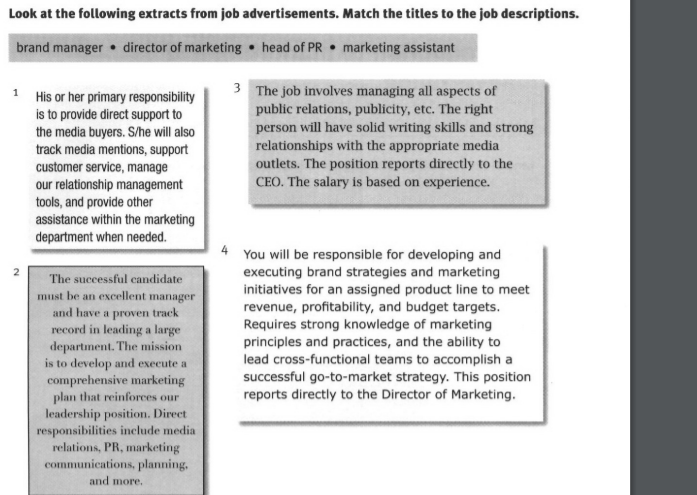 Look at the following extracts from job advertisements. Match the titles to the job descriptions.
brand manager • director of marketing • head of PR • marketing assistant
1
His or her primary responsibility
is to provide direct support to
the media buyers. S/he will also
track media mentions, support
customer service, manage
our relationship management
tools, and provide other
assistance within the marketing
department when needed.
2
The successful candidate
must be an excellent manager
and have a proven track
record in leading a large
department. The mission
is to develop and execute a
comprehensive marketing
plan that reinforces our
leadership position. Direct
responsibilities include media
relations, PR, marketing
communications, planning,
and more.
3
The job involves managing all aspects of
public relations, publicity, etc. The right
person will have solid writing skills and strong
relationships with the appropriate media
outlets. The position reports directly to the
CEO. The salary is based on experience.
4
You will be responsible for developing and
executing brand strategies and marketing
initiatives for an assigned product line to meet
revenue, profitability, and budget targets.
Requires strong knowledge of marketing
principles and practices, and the ability to
lead cross-functional teams to accomplish a
successful go-to-market strategy. This position
reports directly to the Director of Marketing.